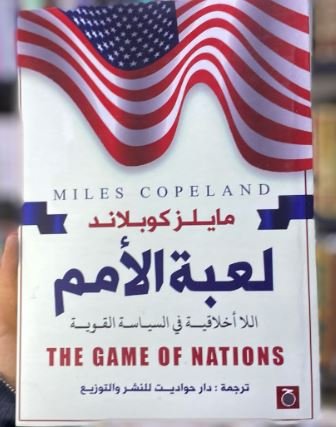 MILES COPELAND
مايلز كوبلاند
لعبة الأمم
اللا أخلاقية في السياسة القوية
THE GAME OF NATIONS
ترجمة : دار حواديت للنشر والتوزيع